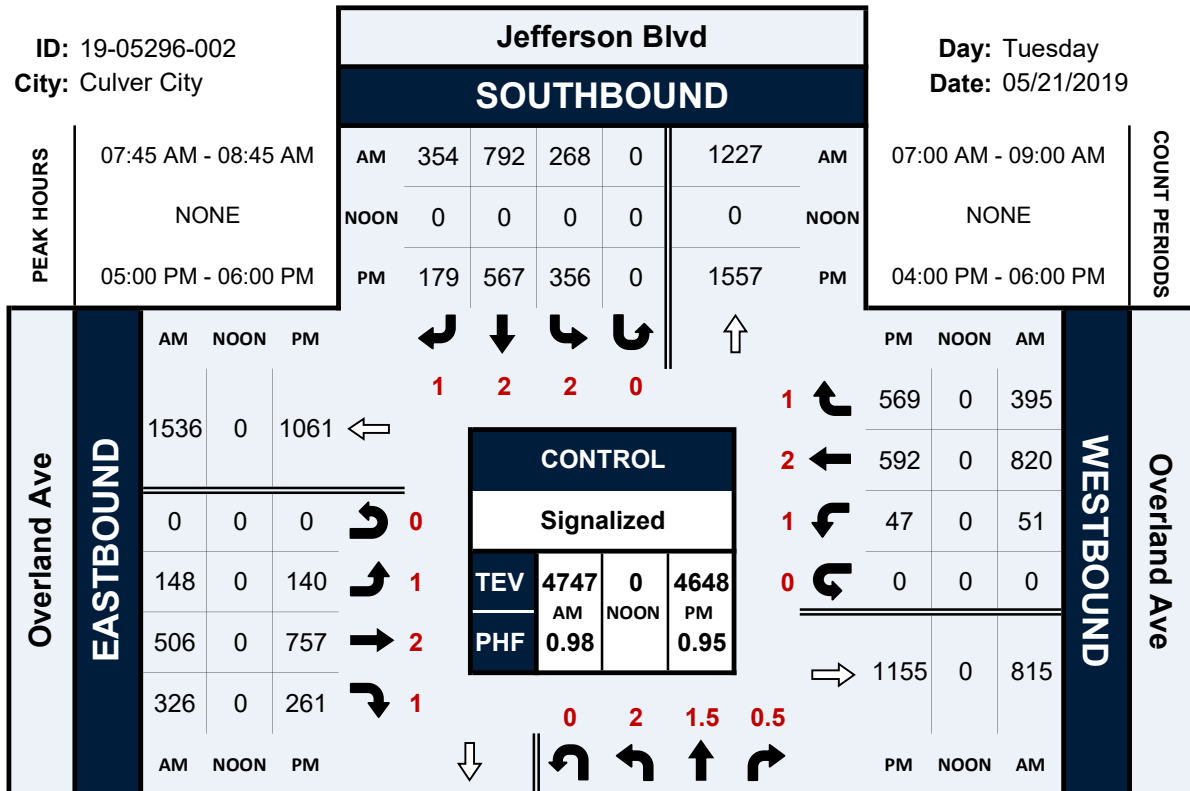 Jefferson Blvd
ID: 19-05296-002
City: Culver City
Day: Tuesday
Date: 05/21/2019
SOUTHBOUND
PEAK HOURS
07:45 AM - 08:45 AM
NONE
05:00 PM - 06:00 PM
AM 354 792 268 0 1227 AM
NOON 0 0 0 0 0 NOON
PM 179 567 356 0 1557 PM
07:00 AM - 09:00 AM
NONE
04:00 PM - 06:00 PM
COUNT PERIODS
1 2 2 0
Overland Ave
EASTBOUND
AM NOON PM
1536 0 1061
0 0 0 0
148 0 140 1
506 0 757 2
326 0 261 1
AM NOON PM
CONTROL
Signalized
TEV 4747 0 4648
AM NOON PM
PHF 0.98 0.95
PM NOON AM
1 569 0 395
2 592 0 820
1 47 0 51
0 0 0 0
1155 0 815
PM NOON AM
WESTBOUND
Overland Ave
0 2 1.5 0.5